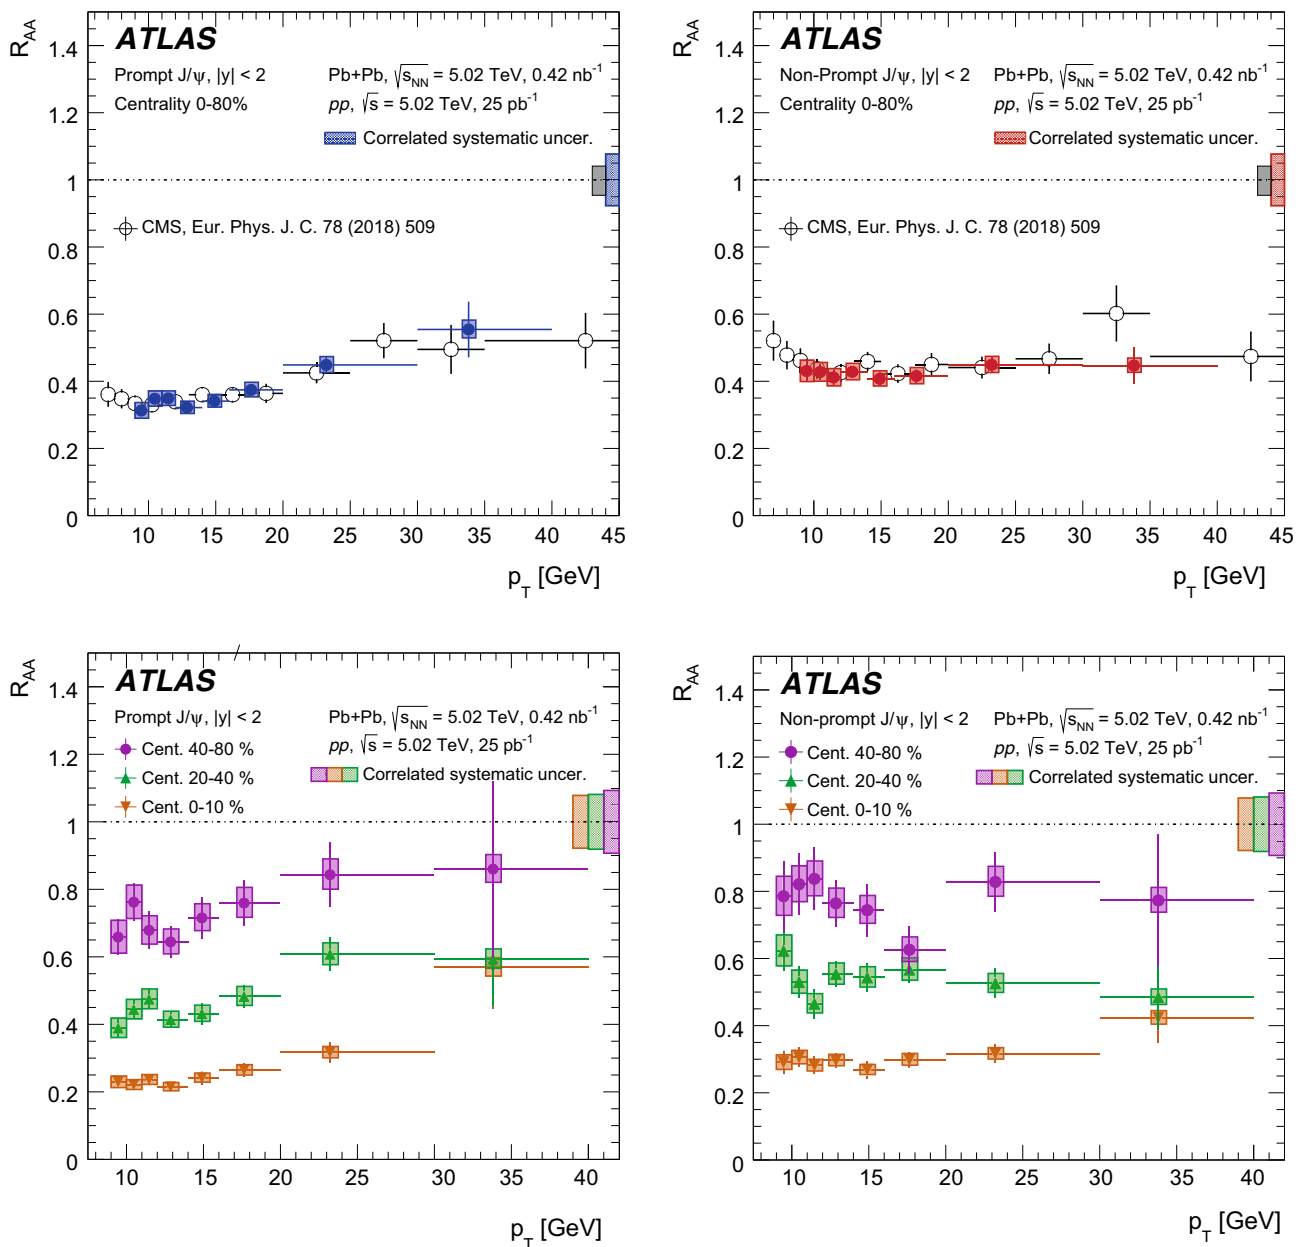 R_AA
ATLAS
Prompt J/ψ, |y| < 2
Centrality 0-80%
Pb+Pb, √s_NN = 5.02 TeV, 0.42 nb⁻¹
pp, √s = 5.02 TeV, 25 pb⁻¹
Correlated systematic uncer.
CMS, Eur. Phys. J. C. 78 (2018) 509
1.4
1.2
1
0.8
0.6
0.4
0.2
0
10 15 20 25 30 35 40 45
p_T [GeV]
R_AA
ATLAS
Non-Prompt J/ψ, |y| < 2
Centrality 0-80%
Pb+Pb, √s_NN = 5.02 TeV, 0.42 nb⁻¹
pp, √s = 5.02 TeV, 25 pb⁻¹
Correlated systematic uncer.
CMS, Eur. Phys. J. C. 78 (2018) 509
1.4
1.2
1
0.8
0.6
0.4
0.2
0
10 15 20 25 30 35 40 45
p_T [GeV]
R_AA
ATLAS
Prompt J/ψ, |y| < 2
Cent. 40-80 %
Cent. 20-40 %
Cent. 0-10 %
Pb+Pb, √s_NN = 5.02 TeV, 0.42 nb⁻¹
pp, √s = 5.02 TeV, 25 pb⁻¹
Correlated systematic uncer.
1.4
1.2
1
0.8
0.6
0.4
0.2
0
10 15 20 25 30 35 40
p_T [GeV]
R_AA
ATLAS
Non-prompt J/ψ, |y| < 2
Cent. 40-80 %
Cent. 20-40 %
Cent. 0-10 %
Pb+Pb, √s_NN = 5.02 TeV, 0.42 nb⁻¹
pp, √s = 5.02 TeV, 25 pb⁻¹
Correlated systematic uncer.
1.4
1.2
1
0.8
0.6
0.4
0.2
0
10 15 20 25 30 35 40
p_T [GeV]